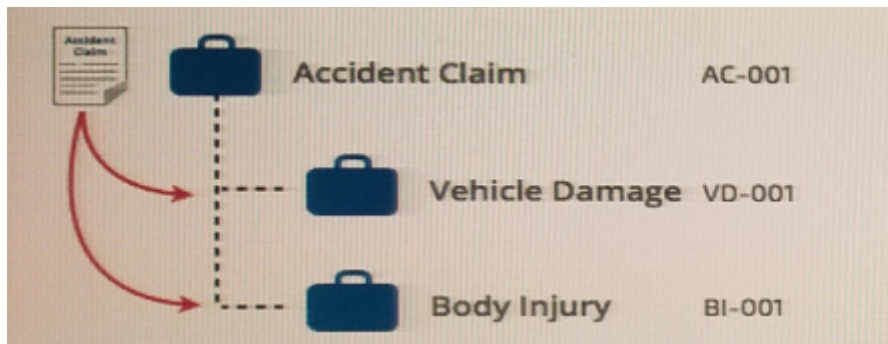 Accident
Claim
Accident Claim AC-001
Vehicle Damage VD-001
Body Injury BI-001